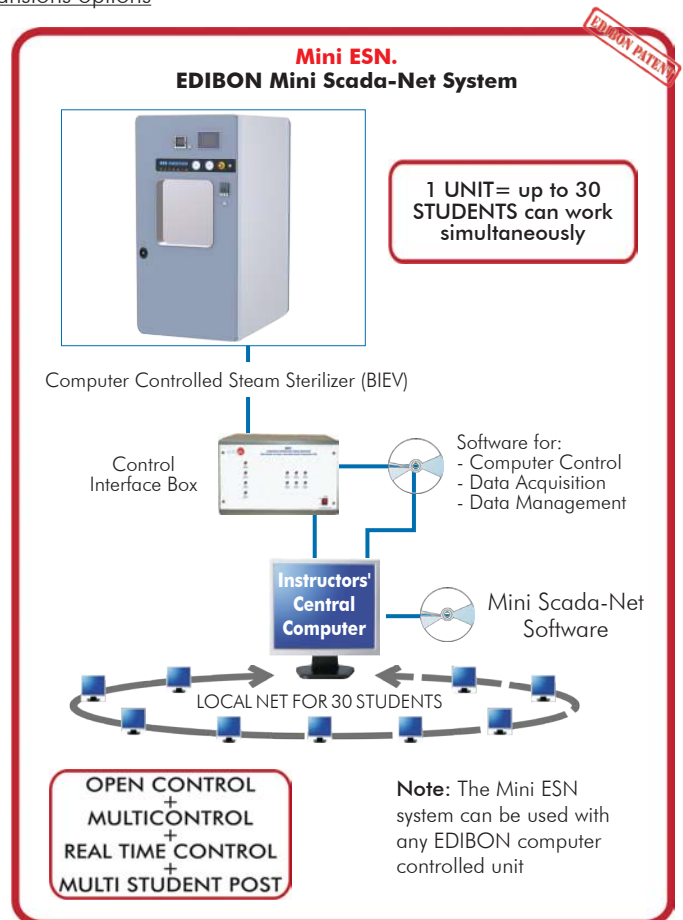 Mini ESN.
EDIBON Mini Scada-Net System
EDIBON PATENT
1 UNIT= up to 30
STUDENTS can work
simultaneously
Computer Controlled Steam Sterilizer (BIEV)
Control
Interface Box
Software for:
- Computer Control
- Data Acquisition
- Data Management
Instructors'
Central
Computer
Mini Scada-Net
Software
LOCAL NET FOR 30 STUDENTS
OPEN CONTROL
+
MULTICONTROL
+
REAL TIME CONTROL
+
MULTI STUDENT POST
Note: The Mini ESN
system can be used with
any EDIBON computer
controlled unit